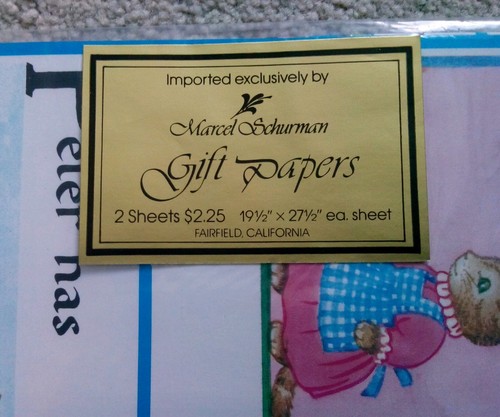 Imported exclusively by
Marcel Schurman
Gift Papers
2 Sheets $2.25 19½" × 27½" ea. sheet
FAIRFIELD, CALIFORNIA
Peter has